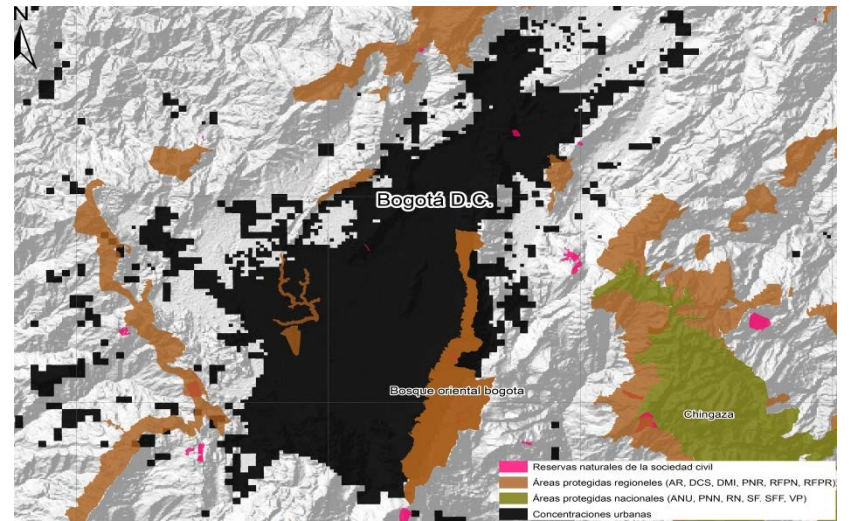 N
Bogotá D.C.
Bosque oriental bogota
Chingaza
Reservas naturales de la sociedad civil
Áreas protegidas regionales (AR, DCS, DMI, PNR, RFPN, RFPR)
Áreas protegidas nacionales (ANU, PNN, RN, SF. SFF, VP)
Concentraciones urbanas